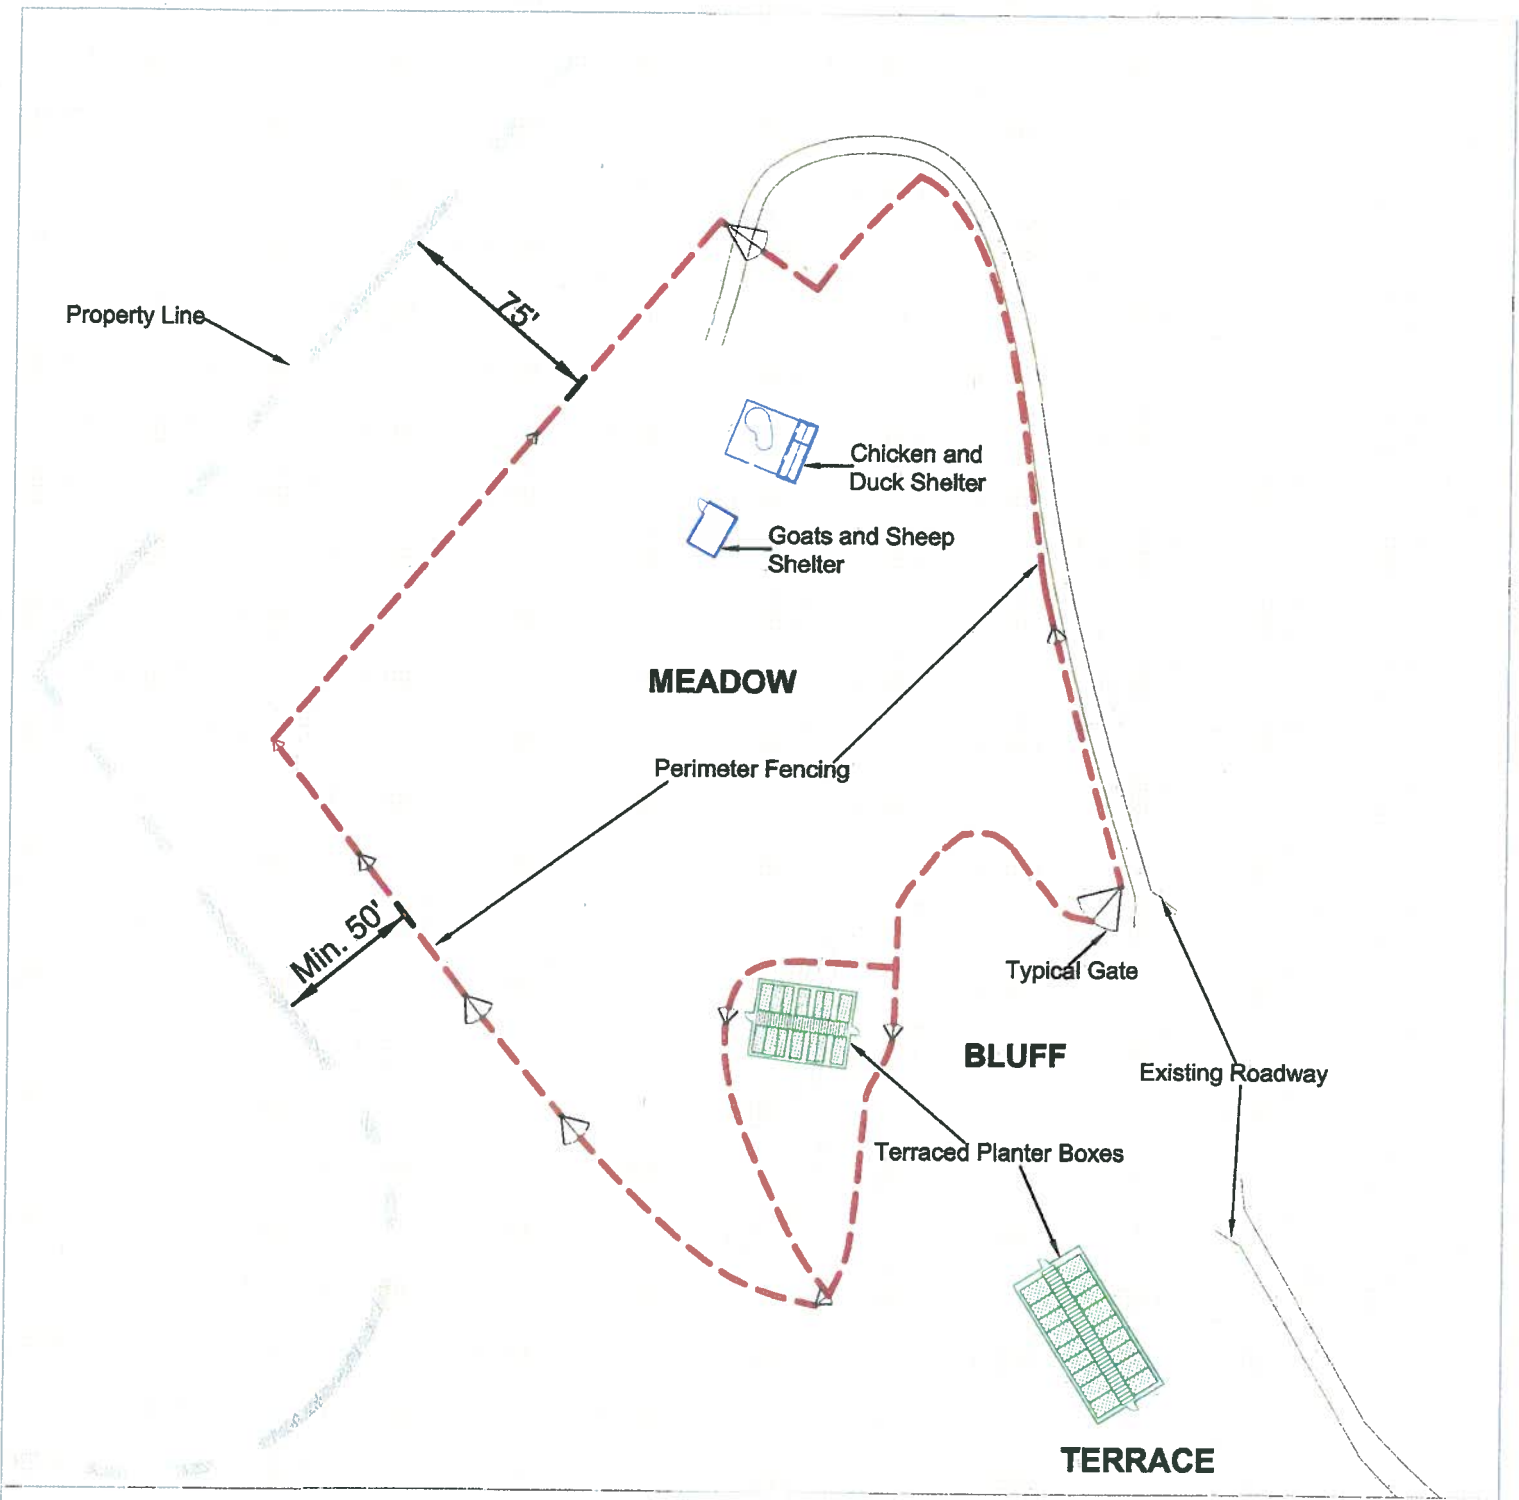 75'
Property Line
Chicken and
Duck Shelter
Goats and Sheep
Shelter
MEADOW
Perimeter Fencing
Min. 50'
Typical Gate
BLUFF
Existing Roadway
Terraced Planter Boxes
TERRACE